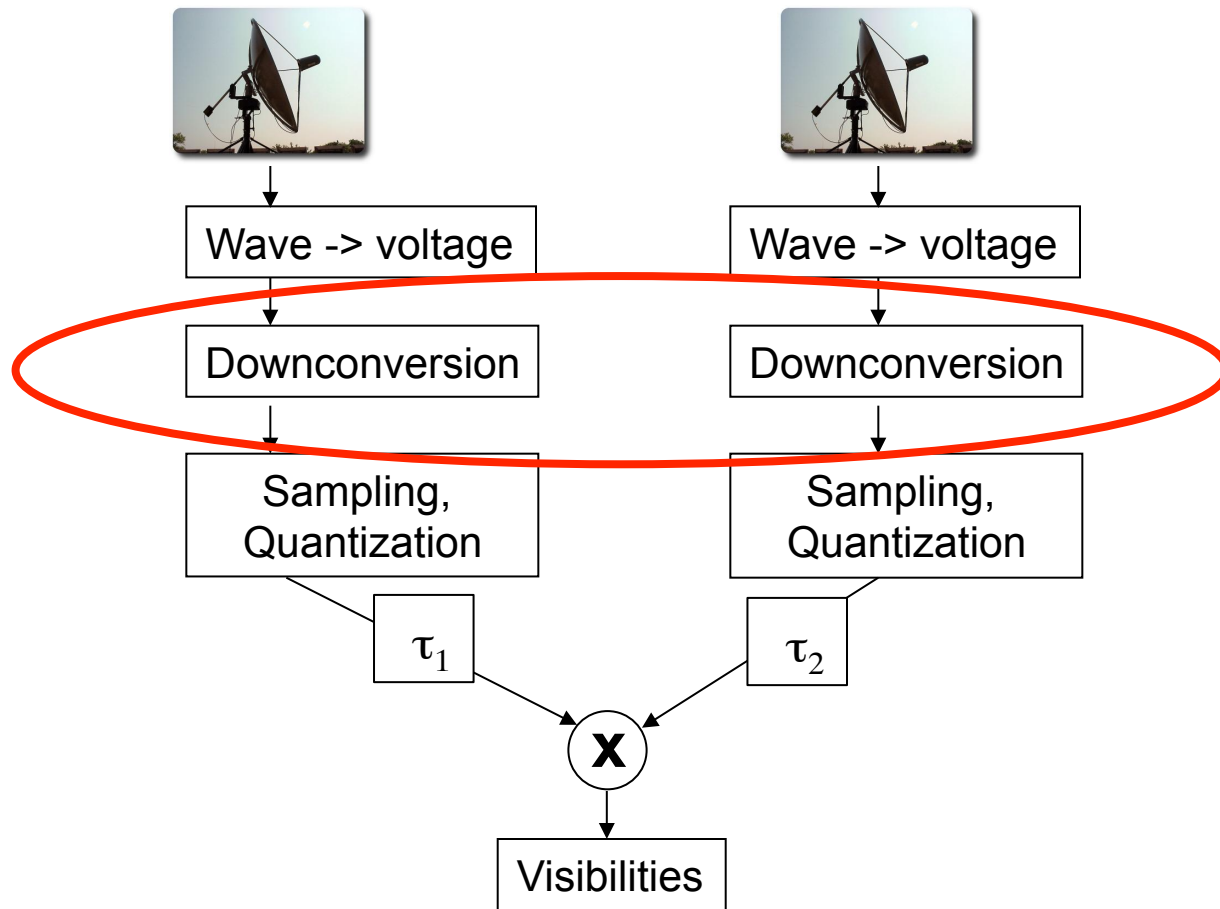 Wave -> voltage
Wave -> voltage
Downconversion
Downconversion
Sampling,
Quantization
Sampling,
Quantization
τ₁
τ₂
X
Visibilities